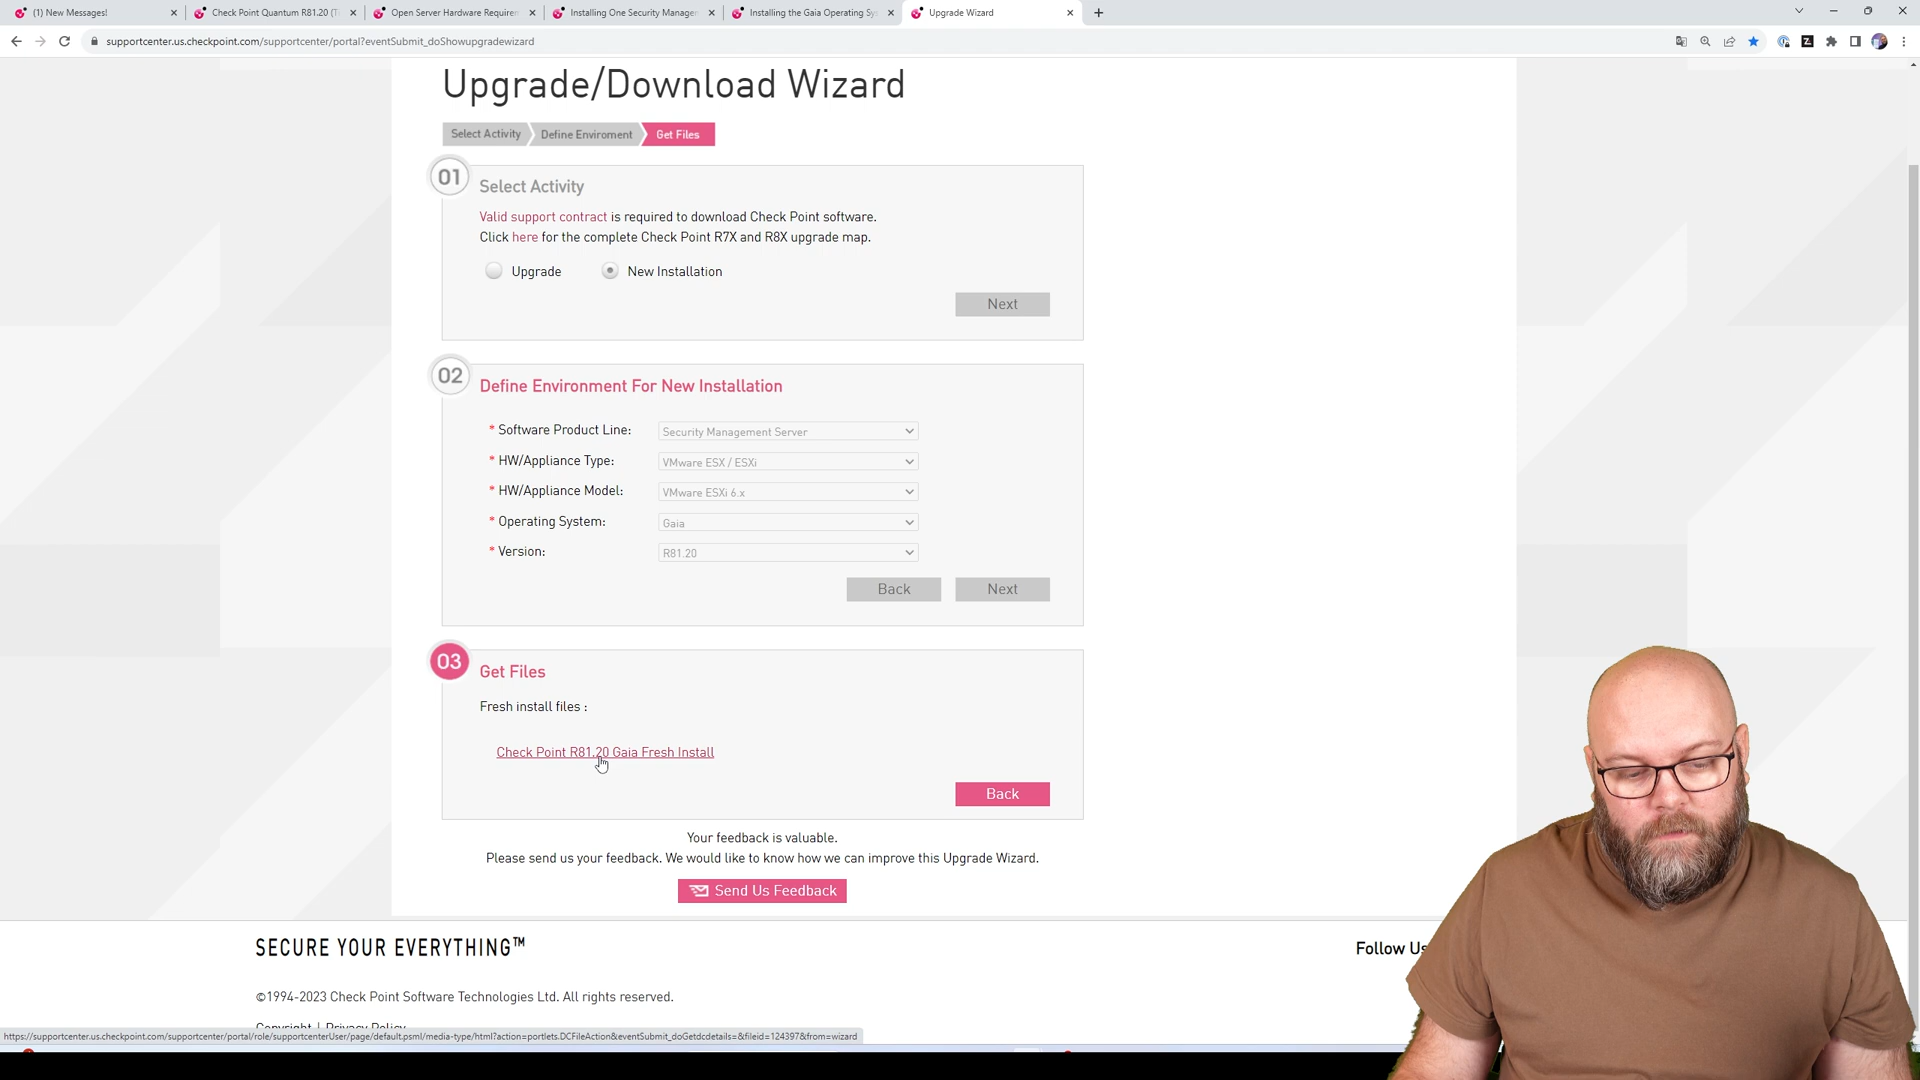 (1) New Messages!
Check Point Quantum R81.20 (T
Open Server Hardware Requirem
Installing One Security Manage
Installing the Gaia Operating Sy
Upgrade Wizard
supportcenter.us.checkpoint.com/supportcenter/portal?eventSubmit_doShowupgradewizard
Upgrade/Download Wizard
Select Activity
Define Enviroment
Get Files
01
Select Activity
Valid support contract is required to download Check Point software.
Click here for the complete Check Point R7X and R8X upgrade map.
Upgrade
New Installation
Next
02
Define Environment For New Installation
* Software Product Line: Security Management Server
* HW/Appliance Type: VMware ESX / ESXi
* HW/Appliance Model: VMware ESXi 6.x
* Operating System: Gaia
* Version: R81.20
Back Next
03
Get Files
Fresh install files :
Check Point R81.20 Gaia Fresh Install
Back
Your feedback is valuable.
Please send us your feedback. We would like to know how we can improve this Upgrade Wizard.
Send Us Feedback
SECURE YOUR EVERYTHING™
Follow Us
©1994-2023 Check Point Software Technologies Ltd. All rights reserved.
Copyright | Privacy Policy
https://supportcenter.us.checkpoint.com/supportcenter/portal/role/supportcenterUser/page/default.psml/media-type/html?action=portlets.DCFileAction&eventSubmit_doGetdcdetails=&fileid=124397&from=wizard